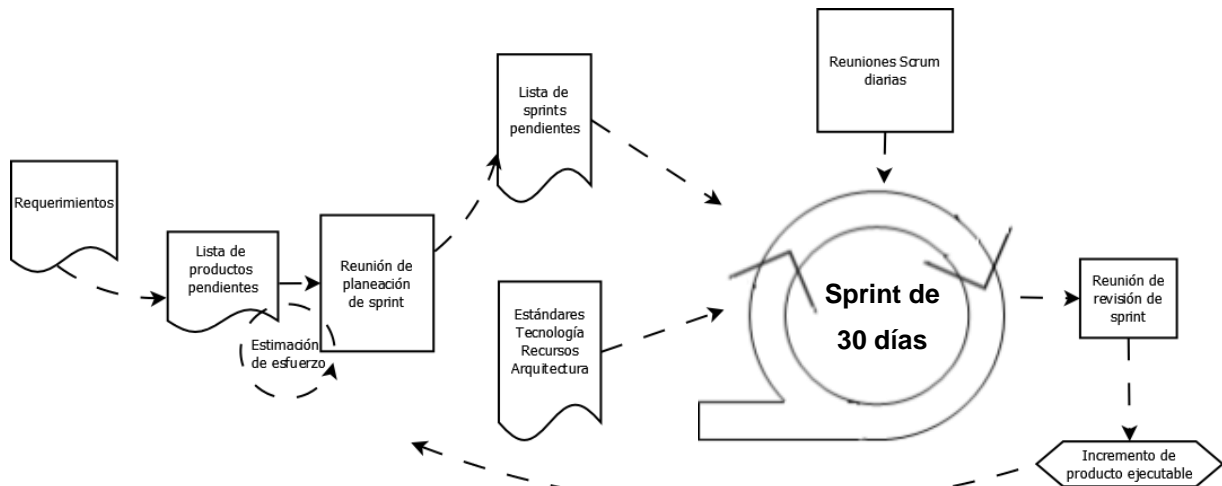 Requerimientos
Lista de
productos
pendientes
Estimación
de esfuerzo
Reunión de
planeación
de sprint
Lista de
sprints
pendientes
Estándares
Tecnología
Recursos
Arquitectura
Reuniones Scrum
diarias
Sprint de
30 días
Reunión de
revisión de
sprint
Incremento de
producto ejecutable